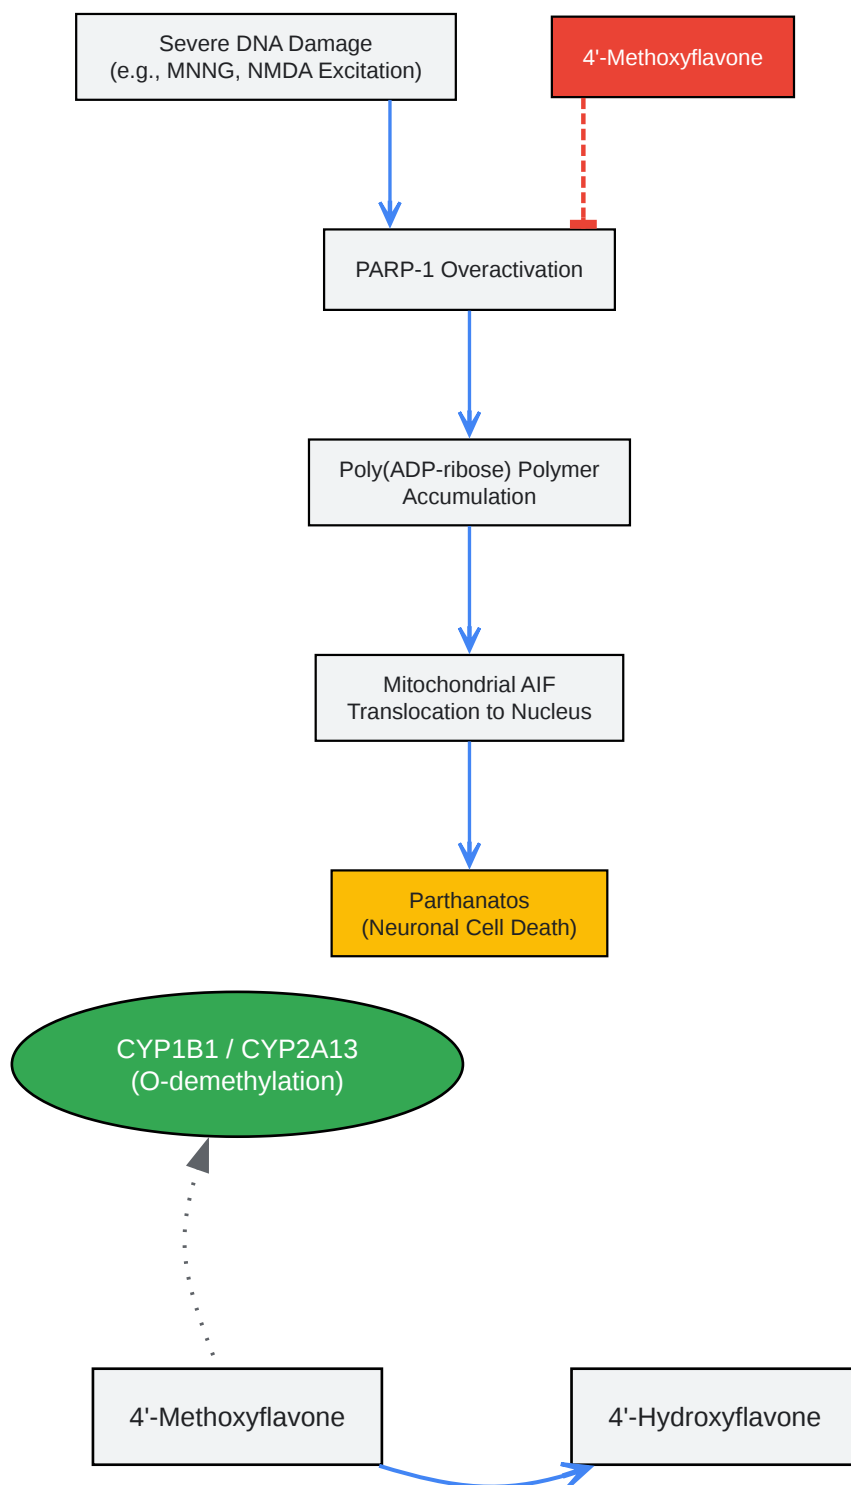 Severe DNA Damage
(e.g., MNNG, NMDA Excitation)
4'-Methoxyflavone
PARP-1 Overactivation
Poly(ADP-ribose) Polymer
Accumulation
Mitochondrial AIF
Translocation to Nucleus
Parthanatos
(Neuronal Cell Death)
CYP1B1 / CYP2A13
(O-demethylation)
4'-Methoxyflavone
4'-Hydroxyflavone